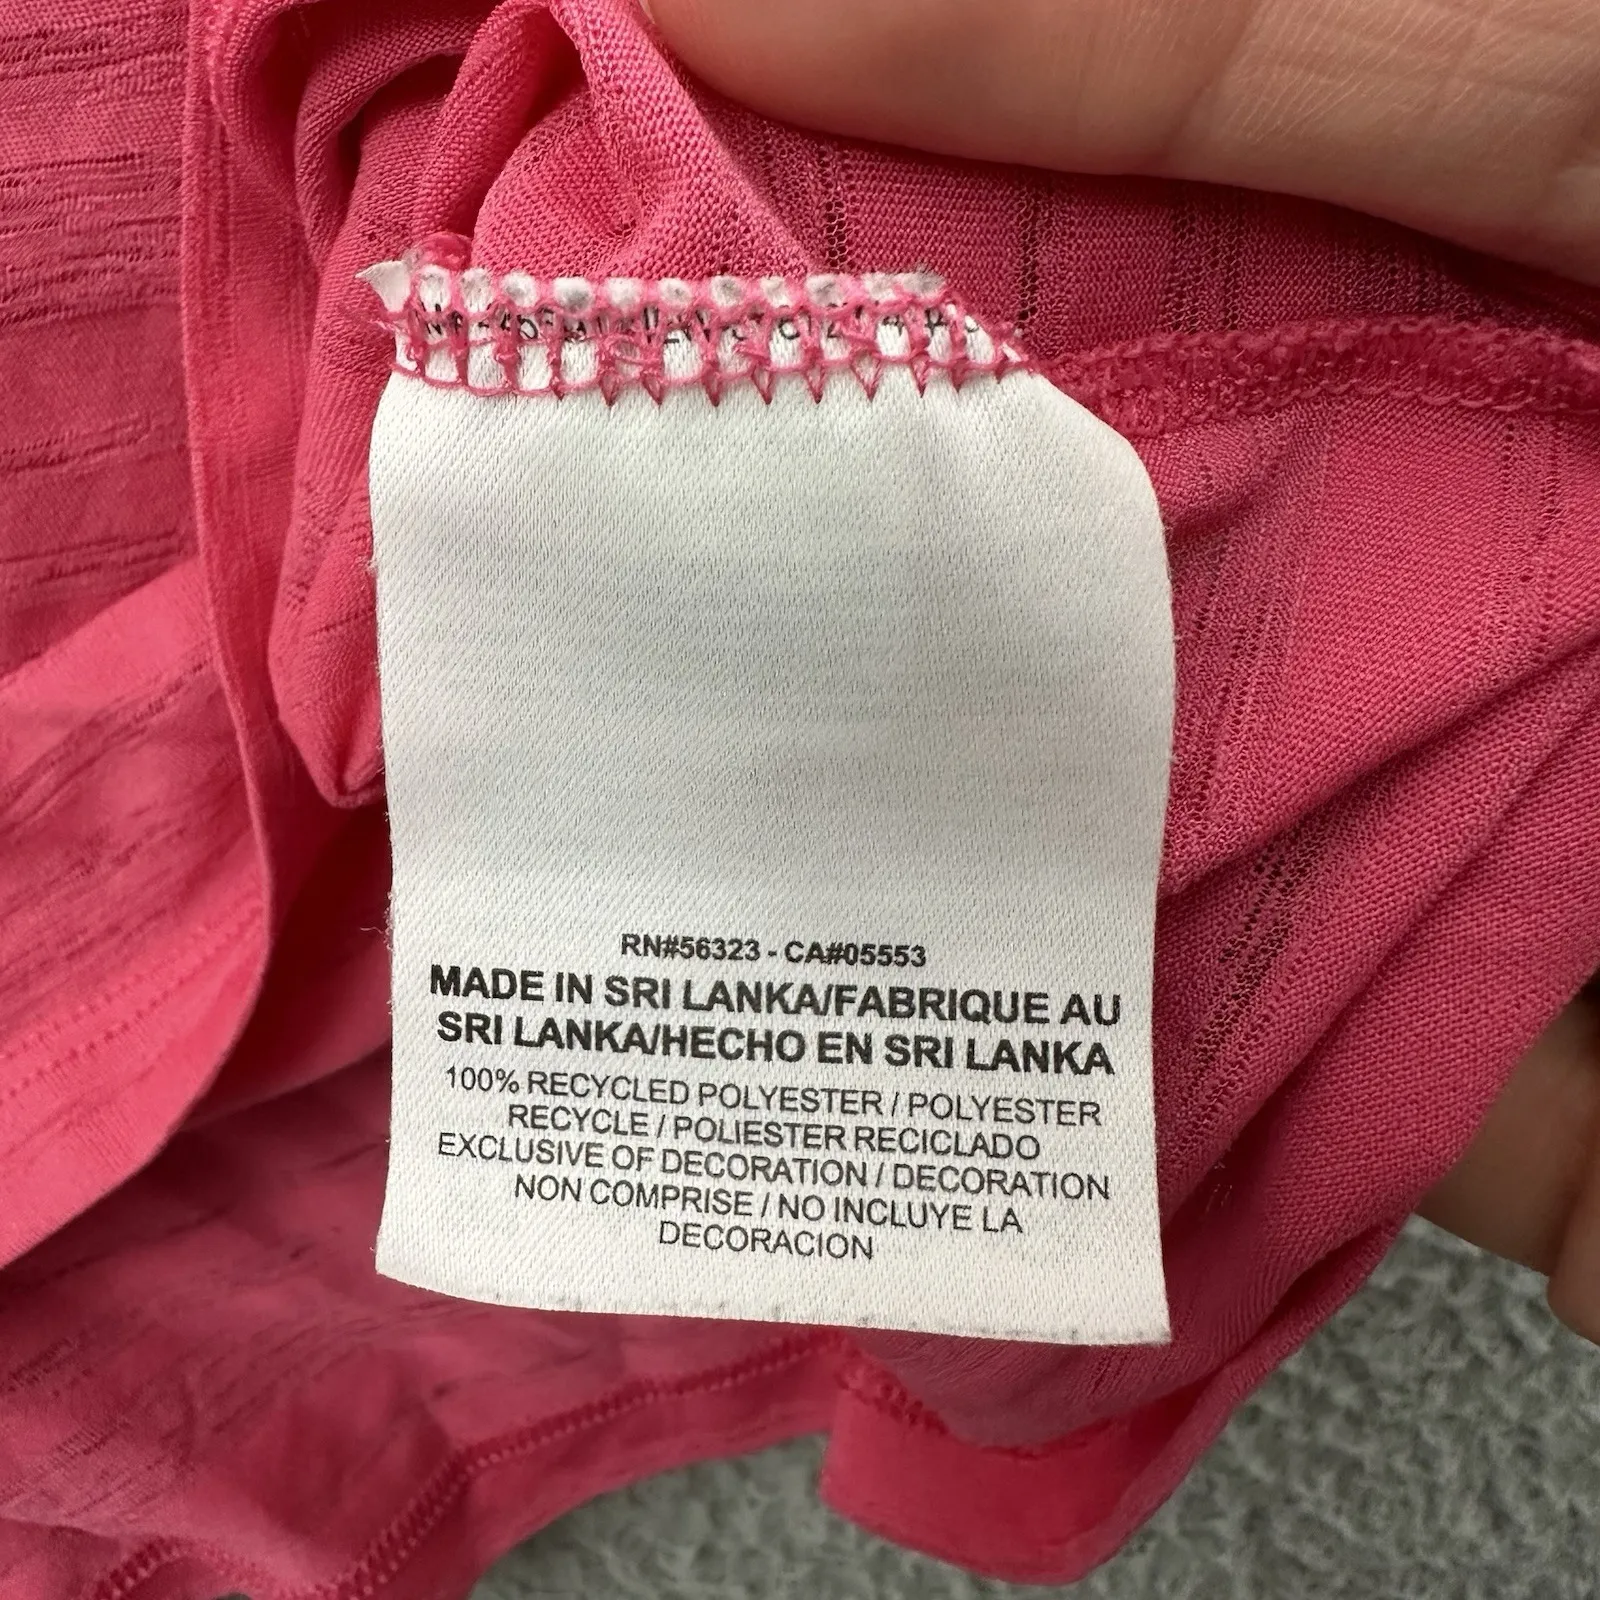 RN#56323 - CA#05553
MADE IN SRI LANKA/FABRIQUE AU
SRI LANKA/HECHO EN SRI LANKA
100% RECYCLED POLYESTER / POLYESTER
RECYCLE / POLIESTER RECICLADO
EXCLUSIVE OF DECORATION / DECORATION
NON COMPRISE / NO INCLUYE LA
DECORACION